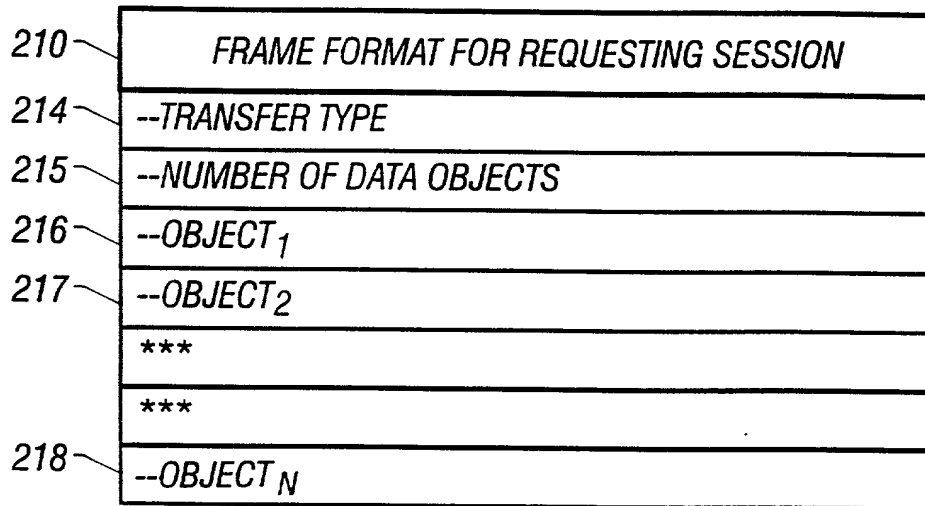 210 FRAME FORMAT FOR REQUESTING SESSION
214 --TRANSFER TYPE
215 --NUMBER OF DATA OBJECTS
216 --OBJECT1
217 --OBJECT2
***
***
218 --OBJECTN